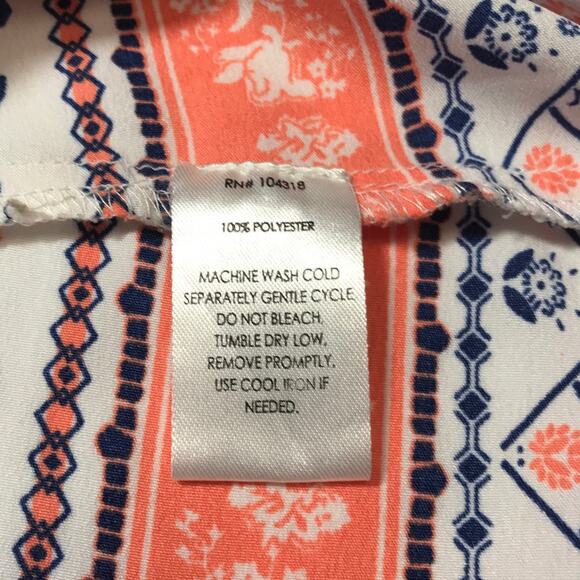 RN# 104318
100% POLYESTER
MACHINE WASH COLD
SEPARATELY GENTLE CYCLE.
DO NOT BLEACH.
TUMBLE DRY LOW,
REMOVE PROMPTLY.
USE COOL IRON IF
NEEDED.